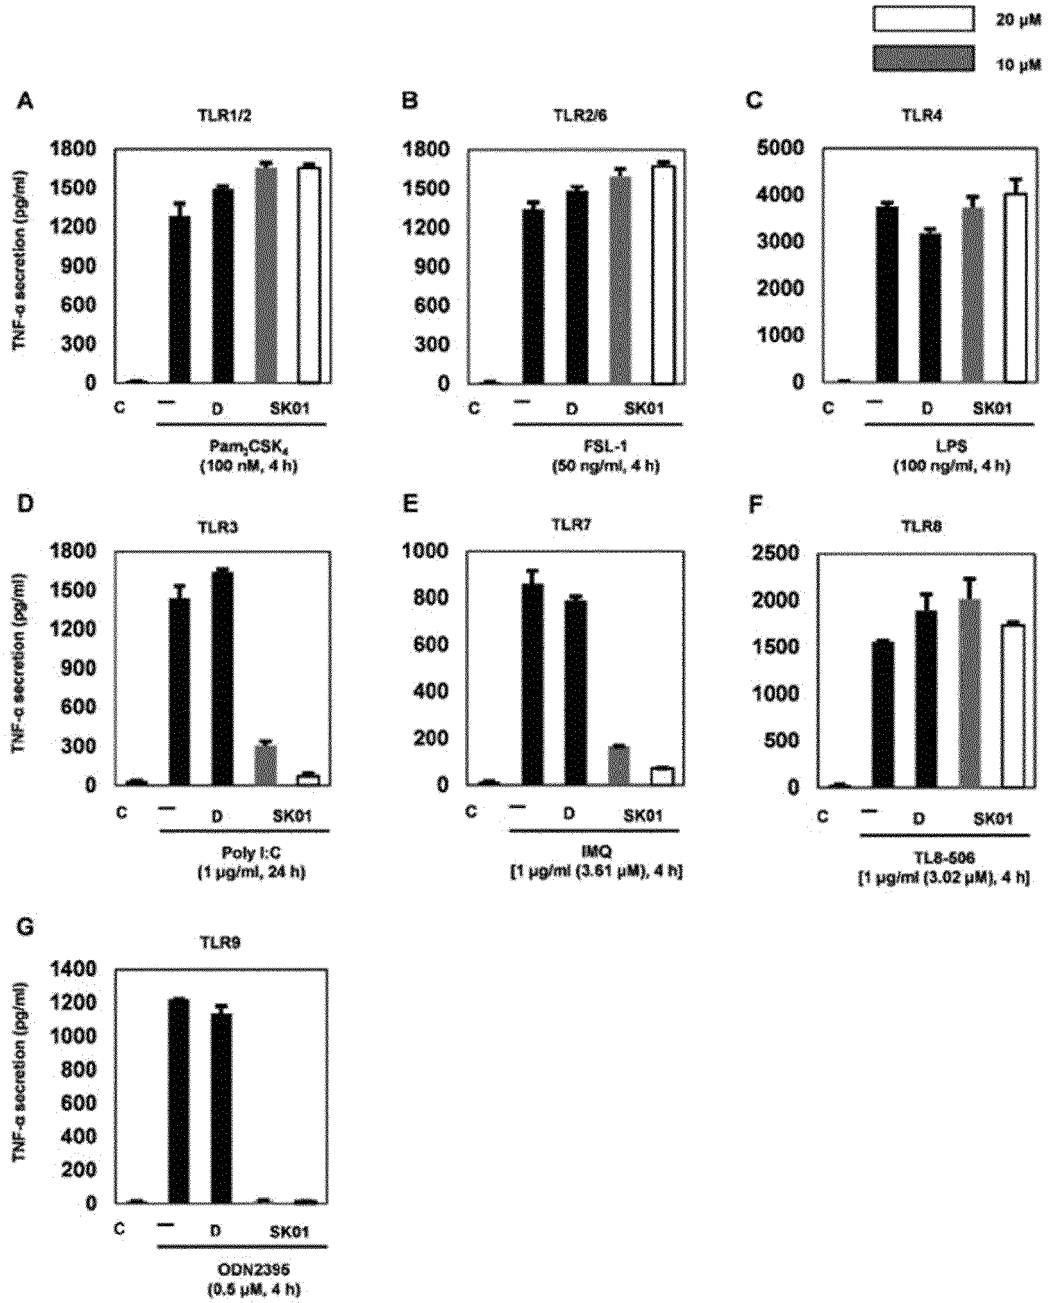 20 µM
10 µM
A
TLR1/2
TNF-α secretion (pg/ml)
1800
1500
1200
900
600
300
0
C
—
D
SK01
Pam₃CSK₄
(100 nM, 4 h)
B
TLR2/6
1800
1500
1200
900
600
300
0
C
—
D
SK01
FSL-1
(50 ng/ml, 4 h)
C
TLR4
5000
4000
3000
2000
1000
0
C
—
D
SK01
LPS
(100 ng/ml, 4 h)
D
TLR3
TNF-α secretion (pg/ml)
1800
1500
1200
900
600
300
0
C
—
D
SK01
Poly I:C
(1 µg/ml, 24 h)
E
TLR7
1000
800
600
400
200
0
C
—
D
SK01
IMQ
[1 µg/ml (3.61 µM), 4 h]
F
TLR8
2500
2000
1500
1000
500
0
C
—
D
SK01
TL8-506
[1 µg/ml (3.02 µM), 4 h]
G
TLR9
TNF-α secretion (pg/ml)
1400
1200
1000
800
600
400
200
0
C
—
D
SK01
ODN2395
(0.5 µM, 4 h)